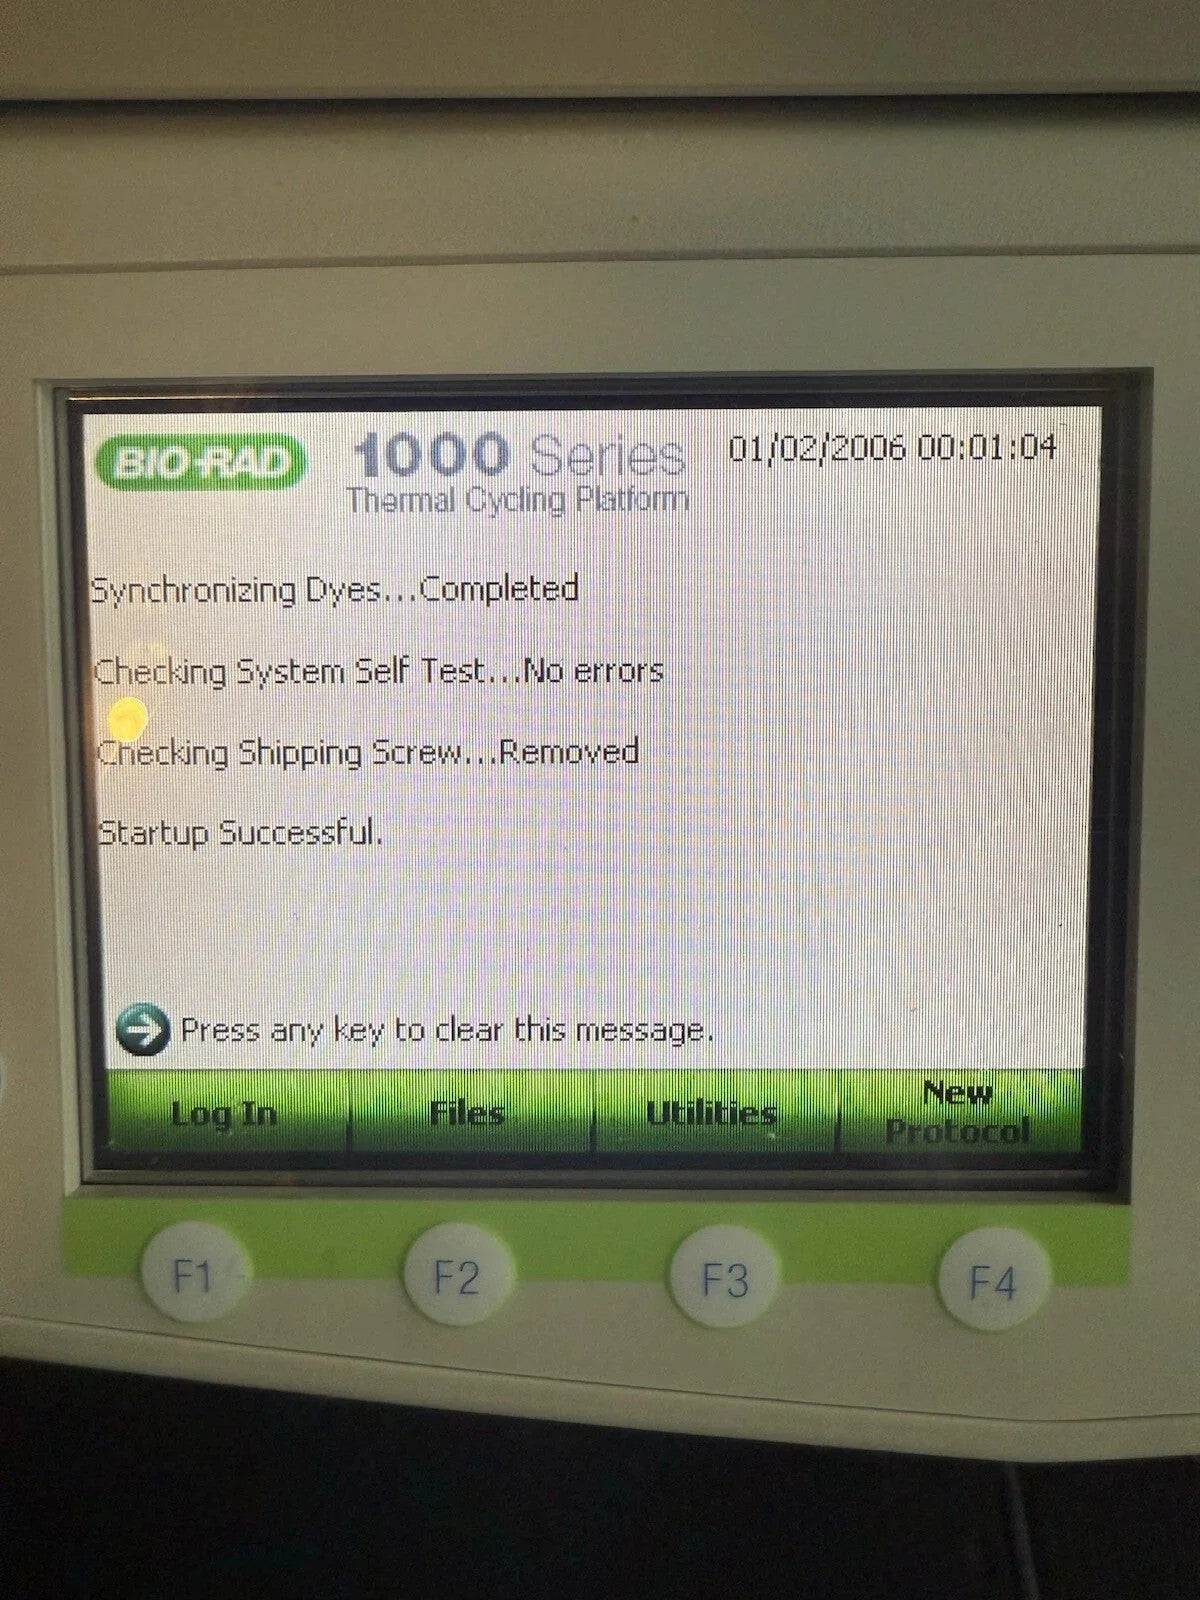 BIO-RAD
1000 Series
Thermal Cycling Platform
01/02/2006 00:01:04
Synchronizing Dyes...Completed
Checking System Self Test...No errors
Checking Shipping Screw...Removed
Startup Successful.
Press any key to clear this message.
Log In
Files
Utilities
New
Protocol
F1
F2
F3
F4